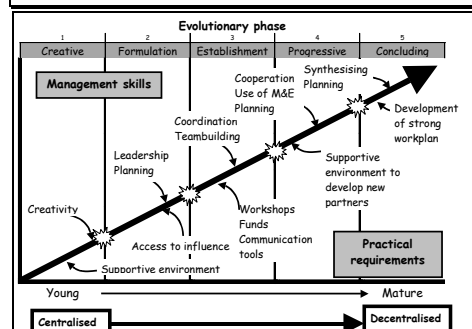 Evolutionary phase
1 2 3 4 5
Creative Formulation Establishment Progressive Concluding
Management skills
Synthesising
Planning
Cooperation
Use of M&E
Planning
Coordination
Teambuilding
Development
of strong
workplan
Leadership
Planning
Supportive
environment to
develop new
partners
Creativity
Workshops
Funds
Communication
tools
Access to influence
Practical
requirements
Supportive environment
Young Mature
Centralised Decentralised